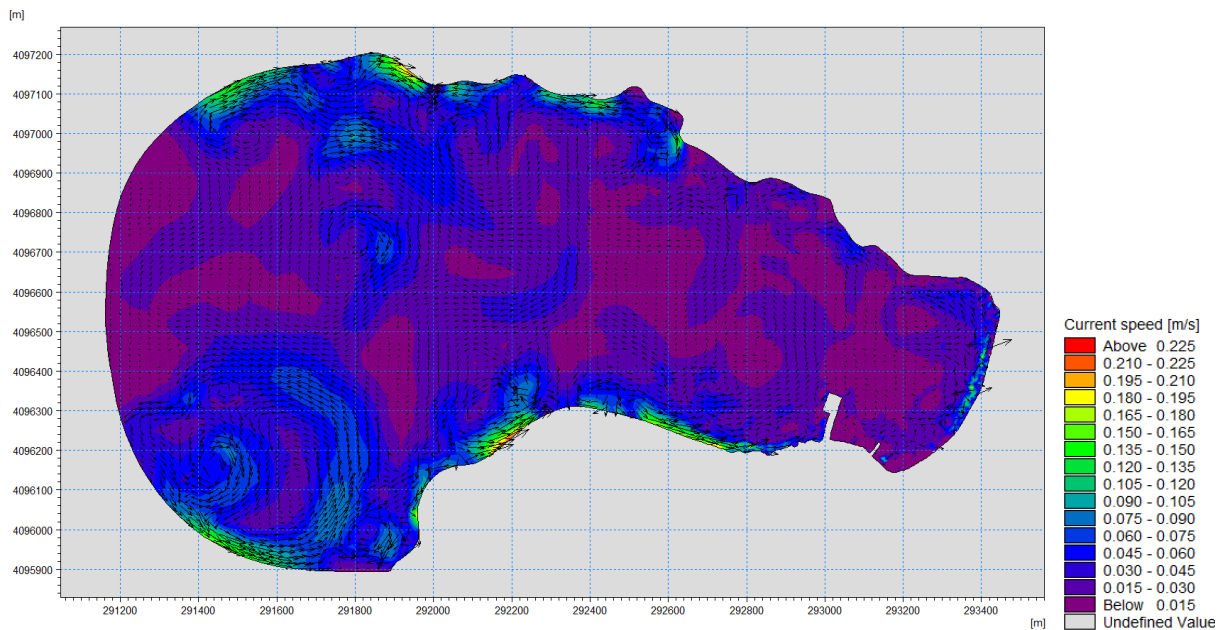 [m]
4097200
4097100
4097000
4096900
4096800
4096700
4096600
4096500
4096400
4096300
4096200
4096100
4096000
4095900
291200 291400 291600 291800 292000 292200 292400 292600 292800 293000 293200 293400
[m]
Current speed [m/s]
Above 0.225
0.210 - 0.225
0.195 - 0.210
0.180 - 0.195
0.165 - 0.180
0.150 - 0.165
0.135 - 0.150
0.120 - 0.135
0.105 - 0.120
0.090 - 0.105
0.075 - 0.090
0.060 - 0.075
0.045 - 0.060
0.030 - 0.045
0.015 - 0.030
Below 0.015
Undefined Value